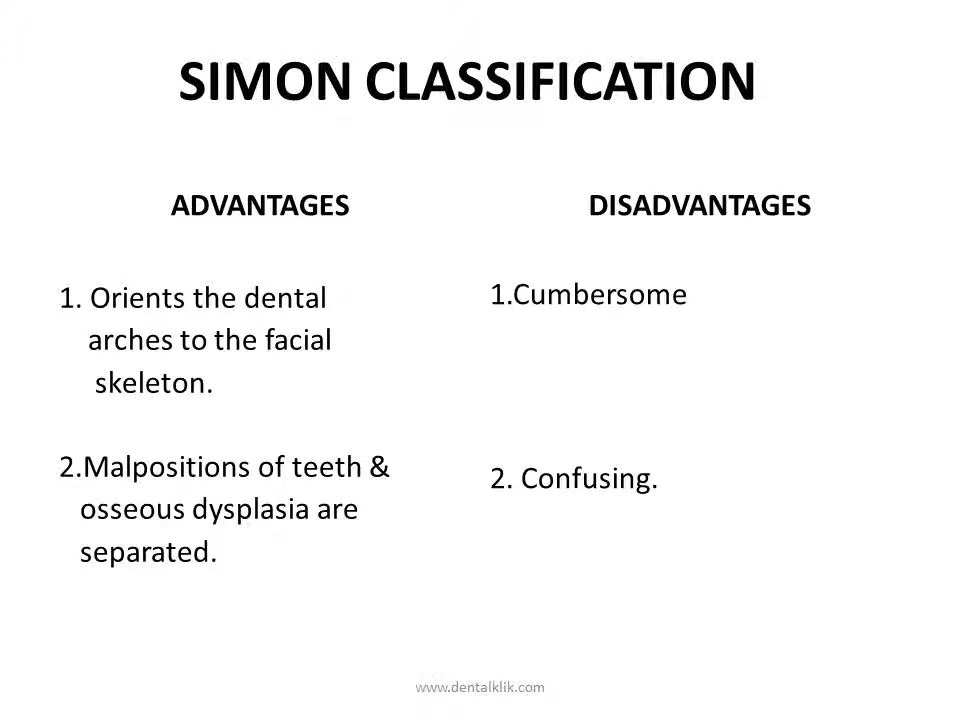 SIMON CLASSIFICATION
ADVANTAGES
1. Orients the dental
arches to the facial
skeleton.
2.Malpositions of teeth &
osseous dysplasia are
separated.
DISADVANTAGES
1.Cumbersome
2. Confusing.
www.dentalklik.com